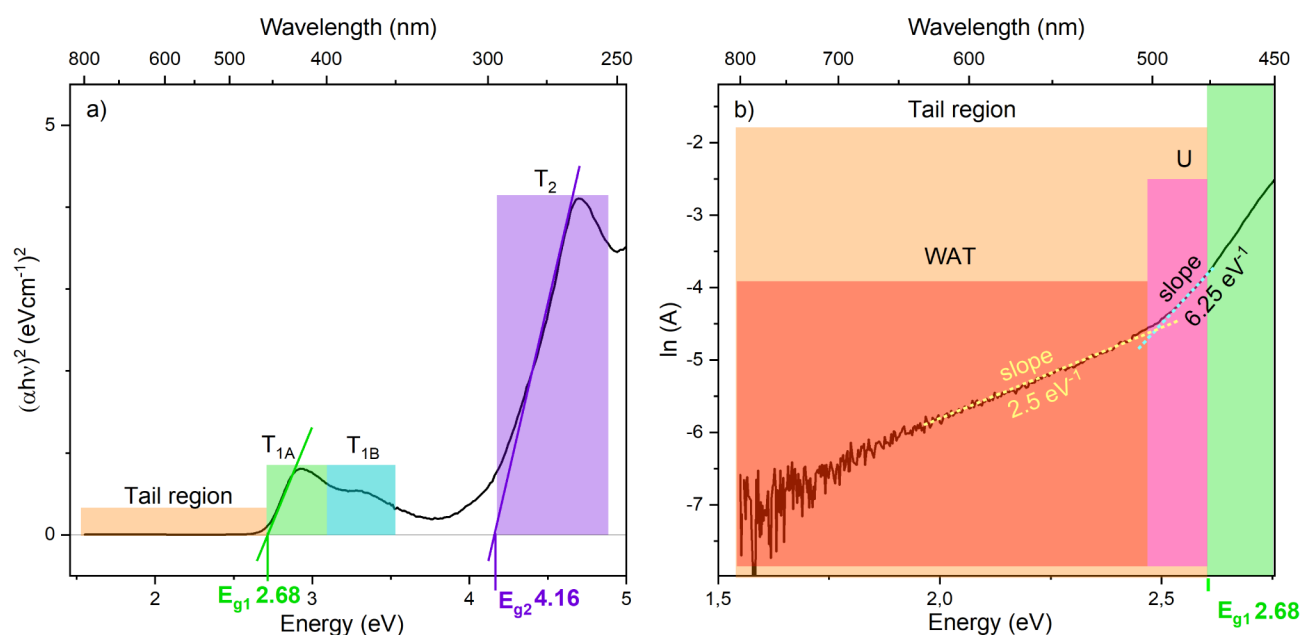 Wavelength (nm)
800 600 500 400 300 250
a)
5
0
(αhν)² (eVcm⁻¹)²
T₂
T₁A
T₁B
Tail region
Eg1 2.68
Eg2 4.16
2 3 4 5
Energy (eV)
Wavelength (nm)
800 700 600 500 450
b)
Tail region
U
WAT
-2
-3
-4
-5
-6
-7
ln (A)
slope
6.25 eV⁻¹
slope
2.5 eV⁻¹
1,5 2,0 2,5
Eg1 2.68
Energy (eV)